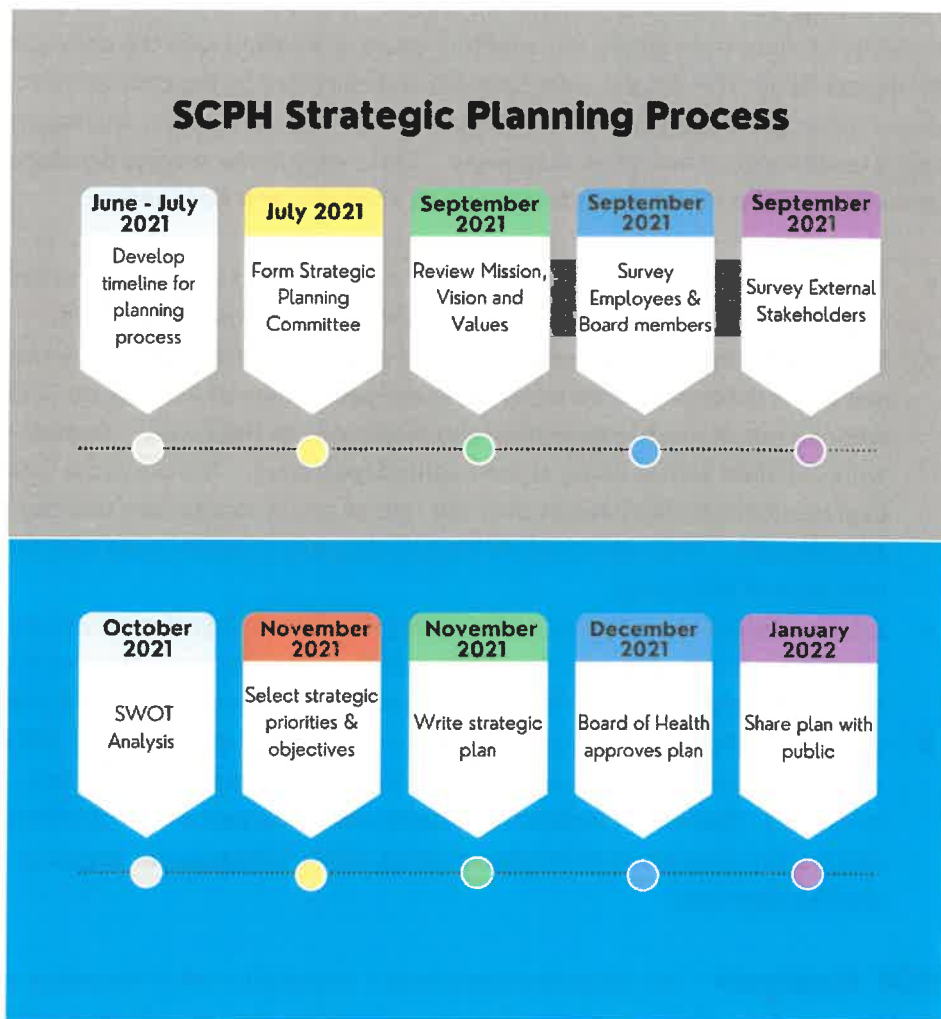 SCPH Strategic Planning Process
June - July
2021
Develop
timeline for
planning
process
July 2021
Form Strategic
Planning
Committee
September
2021
Review Mission,
Vision and
Values
September
2021
Survey
Employees &
Board members
September
2021
Survey External
Stakeholders
October
2021
SWOT
Analysis
November
2021
Select strategic
priorities &
objectives
November
2021
Write strategic
plan
December
2021
Board of Health
approves plan
January
2022
Share plan with
public